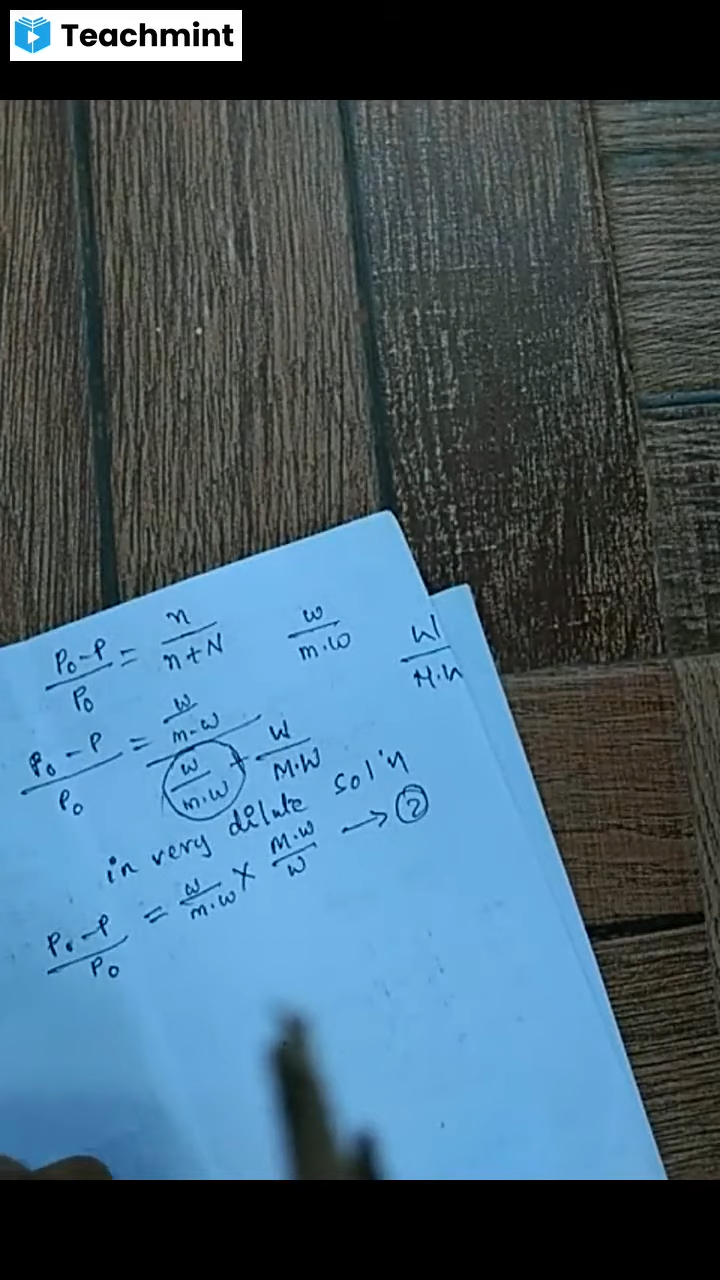 Teachmint
P₀-P/P₀ = n/n+N w/m.w W/M.W
P₀-P/P₀ = w/m.w / w/m.w + W/M.W
in very dilute sol'n
P₀-P/P₀ = w/m.w × M.W/W → ②